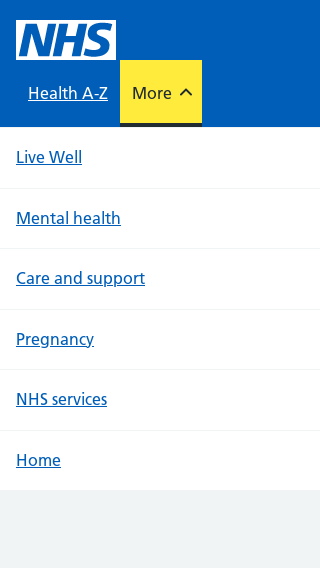 NHS
Health A-Z More
Live Well
Mental health
Care and support
Pregnancy
NHS services
Home